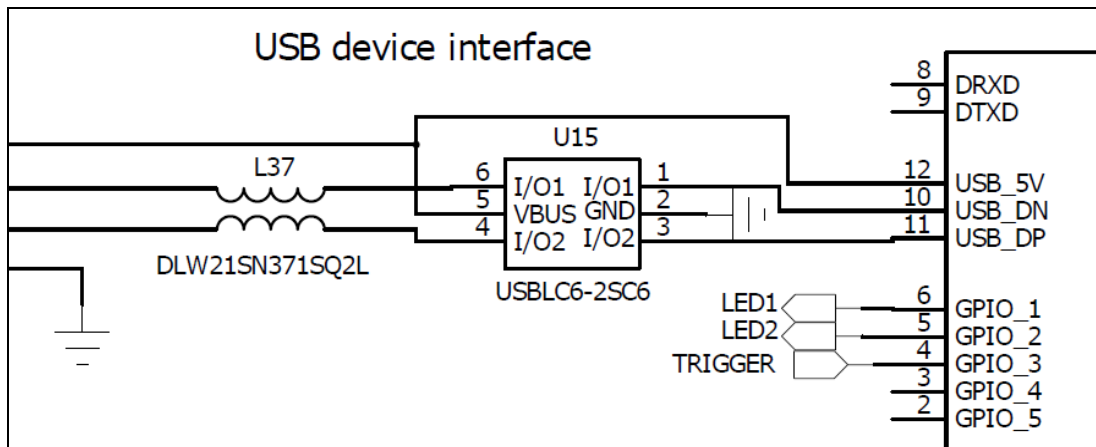 USB device interface
8 DRXD
9 DTXD
U15
L37
6 I/O1 I/O1 1
5 VBUS GND 2
4 I/O2 I/O2 3
12 USB_5V
10 USB_DN
11 USB_DP
DLW21SN371SQ2L
USBLC6-2SC6
LED1 6 GPIO_1
LED2 5 GPIO_2
TRIGGER 4 GPIO_3
3 GPIO_4
2 GPIO_5